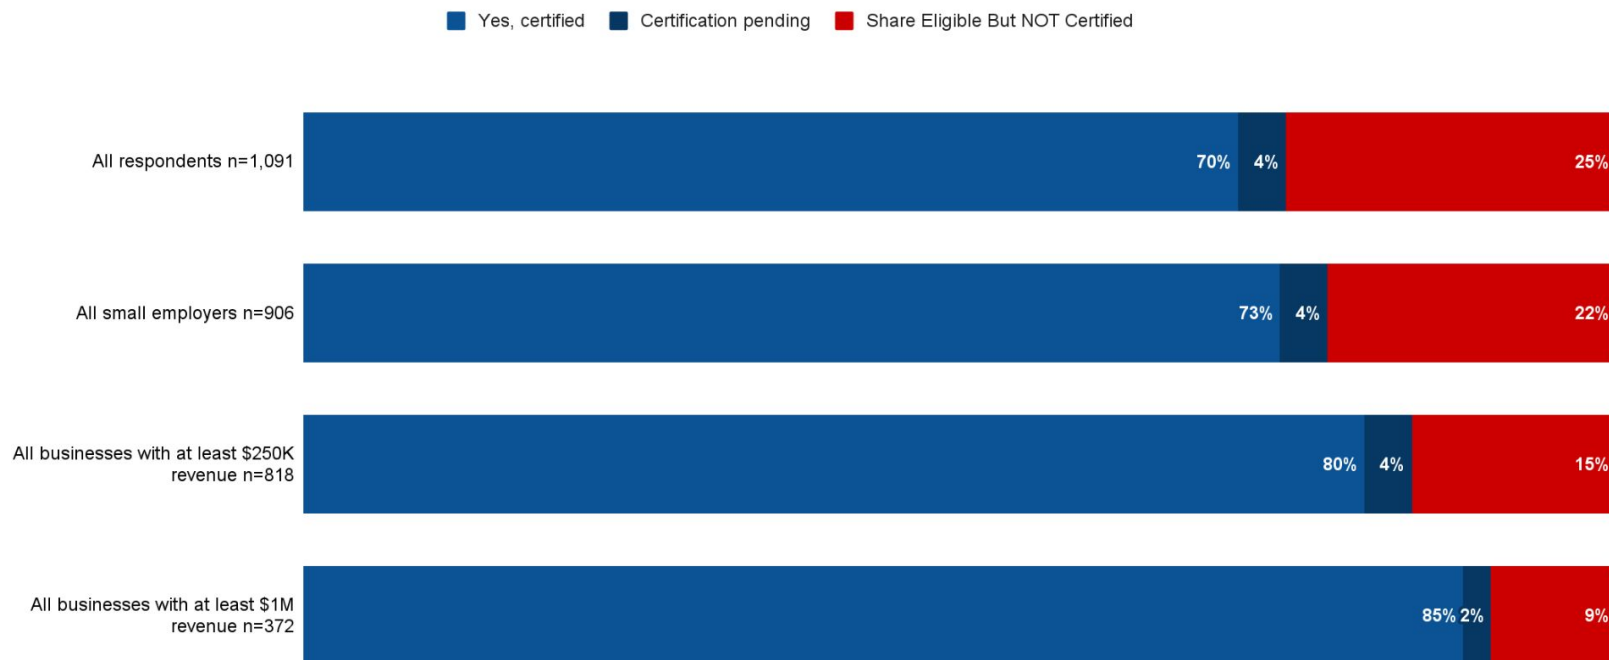 Yes, certified Certification pending Share Eligible But NOT Certified
All respondents n=1,091 70% 4% 25%
All small employers n=906 73% 4% 22%
All businesses with at least $250K
revenue n=818 80% 4% 15%
All businesses with at least $1M
revenue n=372 85% 2% 9%